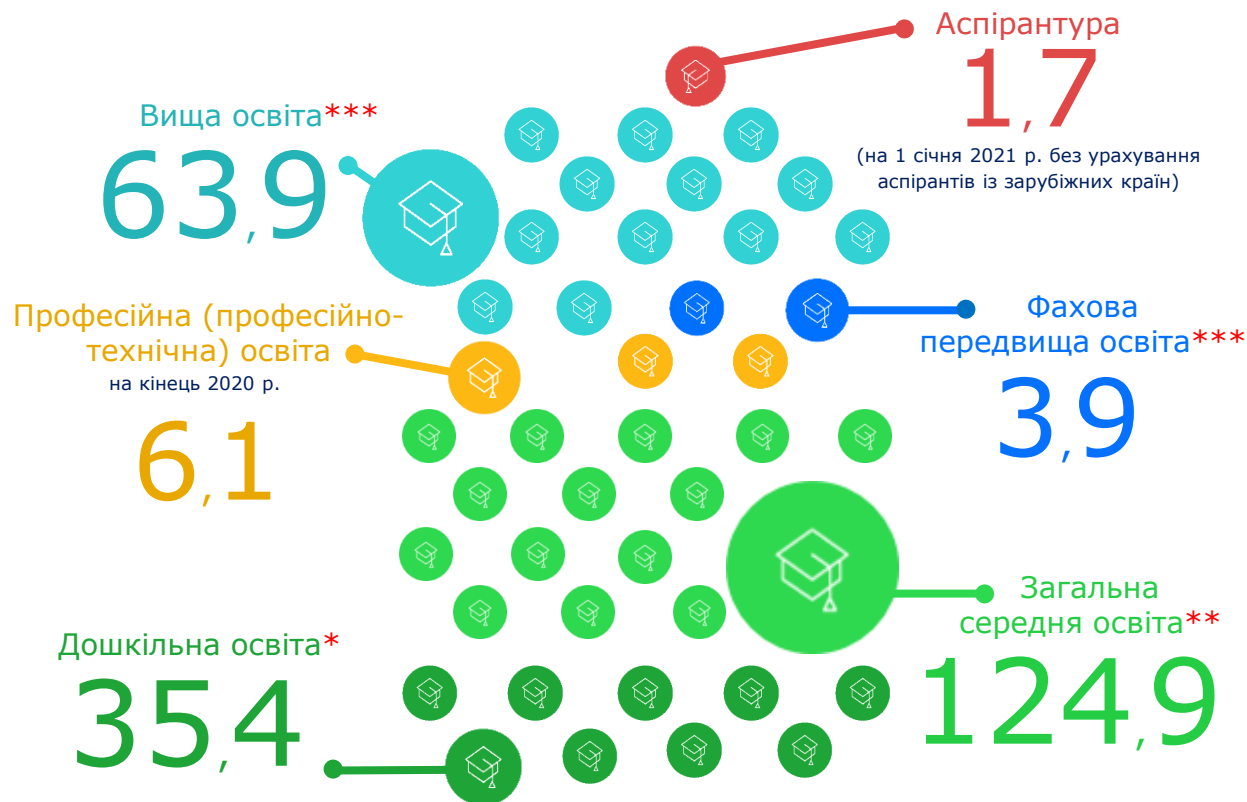 Аспірантура
1,7
(на 1 січня 2021 р. без урахування
аспірантів із зарубіжних країн)
Вища освіта***
63,9
Професійна (професійно-
технічна) освіта
на кінець 2020 р.
6,1
Фахова
передвища освіта***
3,9
Загальна
середня освіта**
124,9
Дошкільна освіта*
35,4